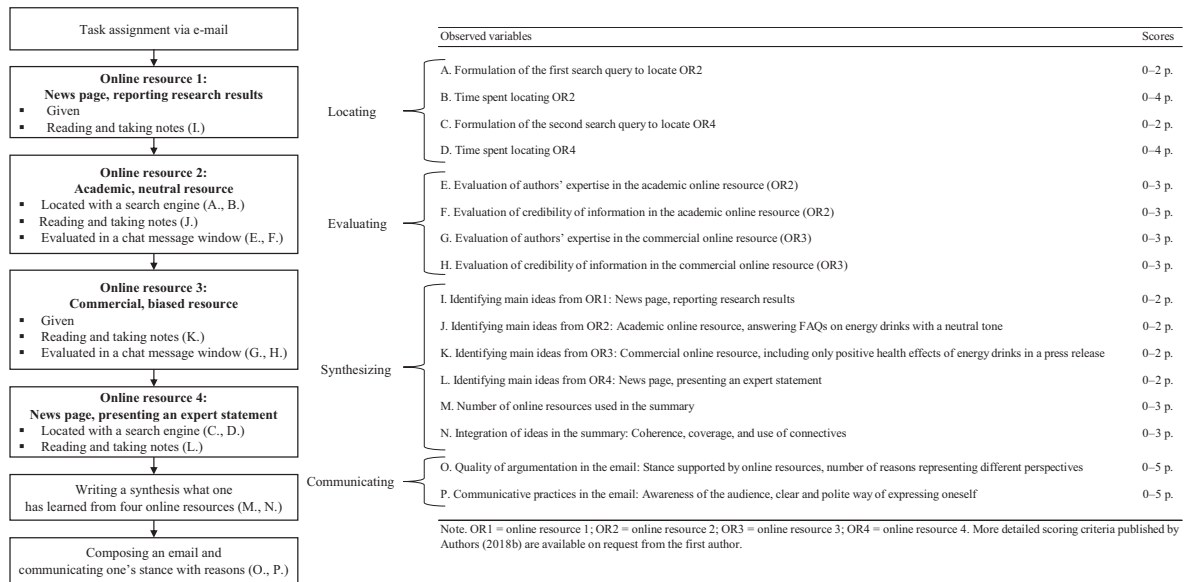 Task assignment via e-mail
Online resource 1:
News page, reporting research results
▪ Given
▪ Reading and taking notes (I.)
Online resource 2:
Academic, neutral resource
▪ Located with a search engine (A., B.)
▪ Reading and taking notes (J.)
▪ Evaluated in a chat message window (E., F.)
Online resource 3:
Commercial, biased resource
▪ Given
▪ Reading and taking notes (K.)
▪ Evaluated in a chat message window (G., H.)
Online resource 4:
News page, presenting an expert statement
▪ Located with a search engine (C., D.)
▪ Reading and taking notes (L.)
Writing a synthesis what one
has learned from four online resources (M., N.)
Composing an email and
communicating one's stance with reasons (O., P.)
Observed variables Scores
Locating
A. Formulation of the first search query to locate OR2 0–2 p.
B. Time spent locating OR2 0–4 p.
C. Formulation of the second search query to locate OR4 0–2 p.
D. Time spent locating OR4 0–4 p.
Evaluating
E. Evaluation of authors' expertise in the academic online resource (OR2) 0–3 p.
F. Evaluation of credibility of information in the academic online resource (OR2) 0–3 p.
G. Evaluation of authors' expertise in the commercial online resource (OR3) 0–3 p.
H. Evaluation of credibility of information in the commercial online resource (OR3) 0–3 p.
Synthesizing
I. Identifying main ideas from OR1: News page, reporting research results 0–2 p.
J. Identifying main ideas from OR2: Academic online resource, answering FAQs on energy drinks with a neutral tone 0–2 p.
K. Identifying main ideas from OR3: Commercial online resource, including only positive health effects of energy drinks in a press release 0–2 p.
L. Identifying main ideas from OR4: News page, presenting an expert statement 0–2 p.
M. Number of online resources used in the summary 0–3 p.
N. Integration of ideas in the summary: Coherence, coverage, and use of connectives 0–3 p.
Communicating
O. Quality of argumentation in the email: Stance supported by online resources, number of reasons representing different perspectives 0–5 p.
P. Communicative practices in the email: Awareness of the audience, clear and polite way of expressing oneself 0–5 p.
Note. OR1 = online resource 1; OR2 = online resource 2; OR3 = online resource 3; OR4 = online resource 4. More detailed scoring criteria published by
Authors (2018b) are available on request from the first author.